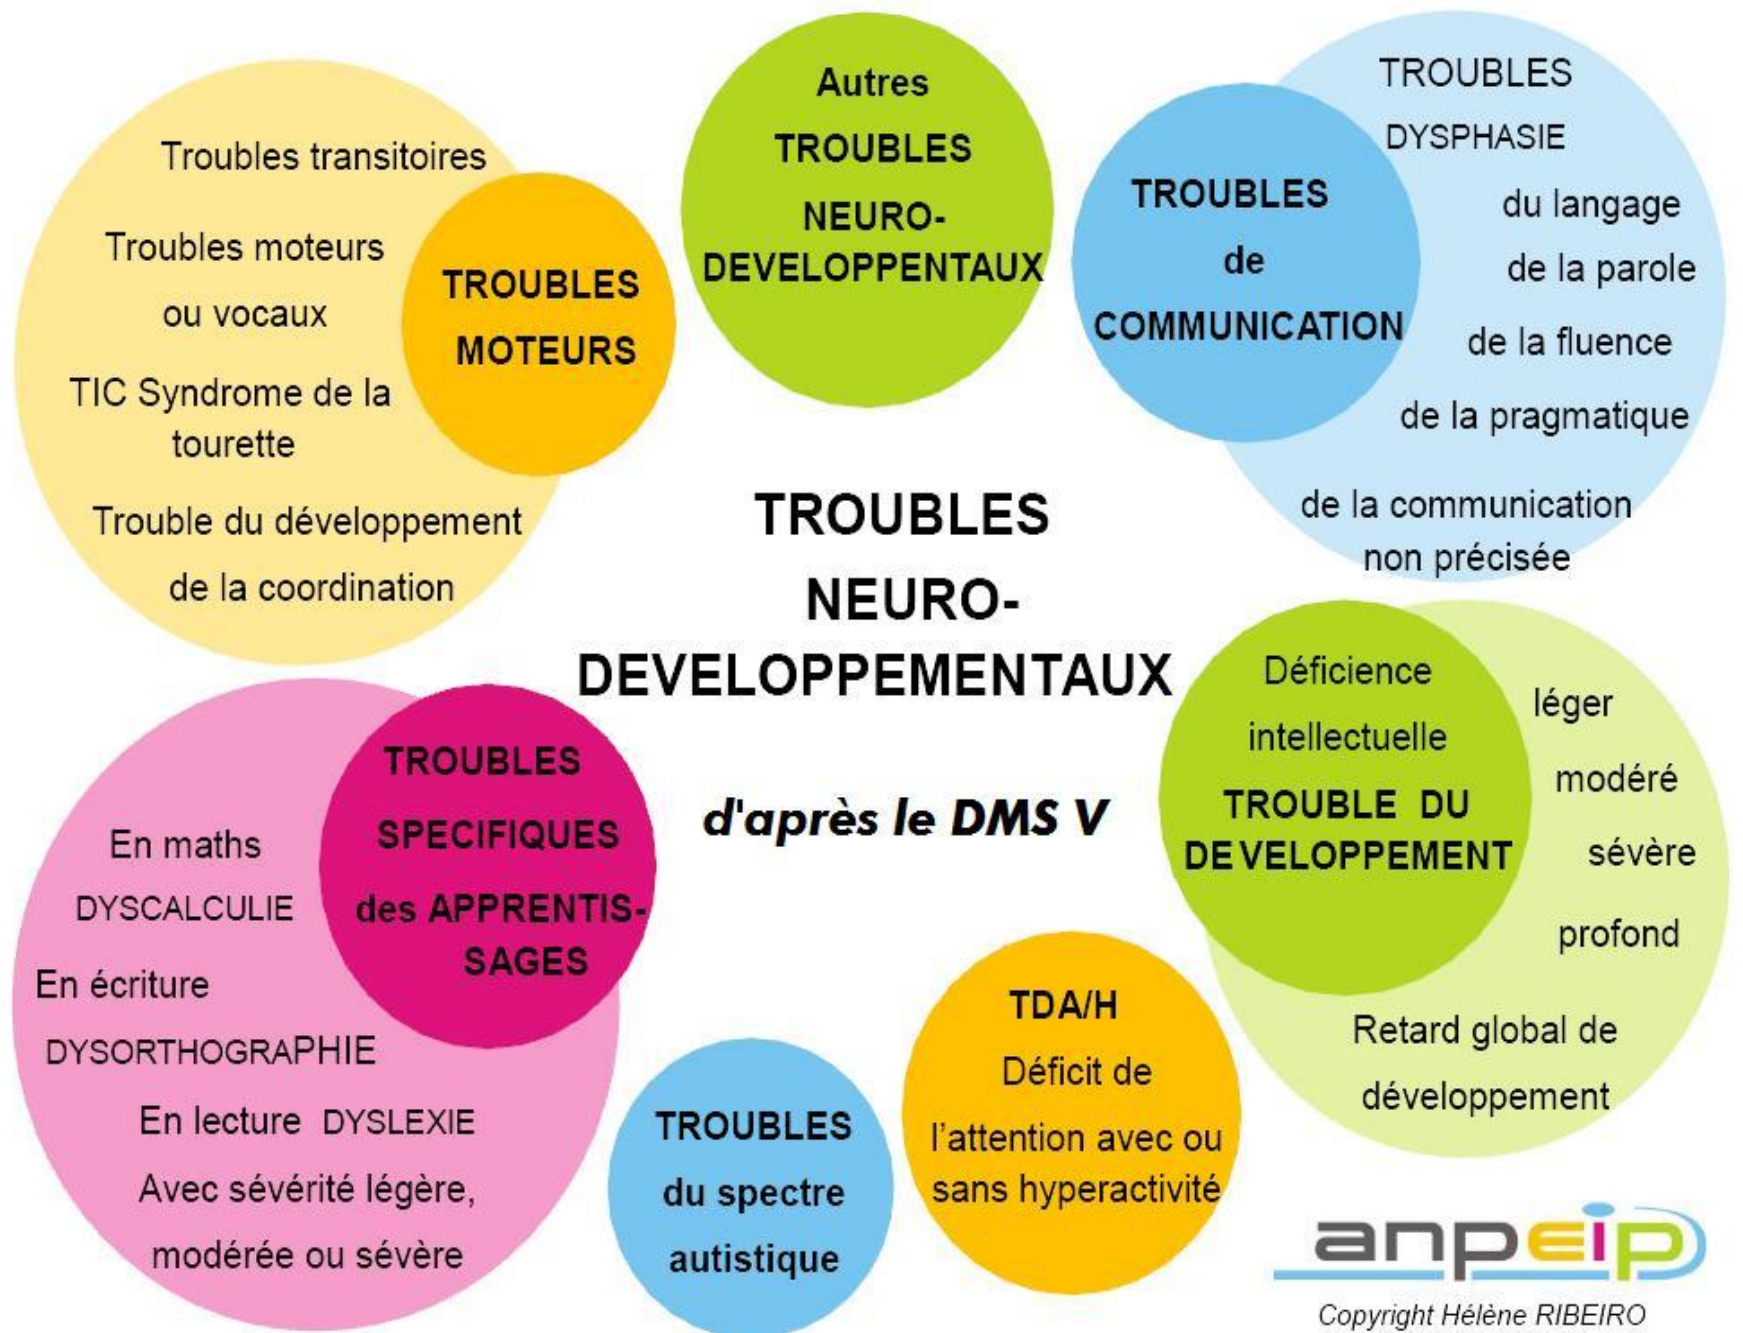 Autres
TROUBLES
NEURO-
DEVELOPPENTAUX
Troubles transitoires
Troubles moteurs
ou vocaux
TIC Syndrome de la
tourette
Trouble du développement
de la coordination
TROUBLES
MOTEURS
TROUBLES
de
COMMUNICATION
TROUBLES
DYSPHASIE
du langage
de la parole
de la fluence
de la pragmatique
de la communication
non précisée
TROUBLES
NEURO-
DEVELOPPEMENTAUX
d'après le DMS V
TROUBLES
SPECIFIQUES
des APPRENTIS-
SAGES
En maths
DYSCALCULIE
En écriture
DYSORTHOGRAPHIE
En lecture DYSLEXIE
Avec sévérité légère,
modérée ou sévère
Déficience
intellectuelle
TROUBLE DU
DEVELOPPEMENT
léger
modéré
sévère
profond
Retard global de
développement
TROUBLES
du spectre
autistique
TDA/H
Déficit de
l'attention avec ou
sans hyperactivité
anpeip
Copyright Hélène RIBEIRO